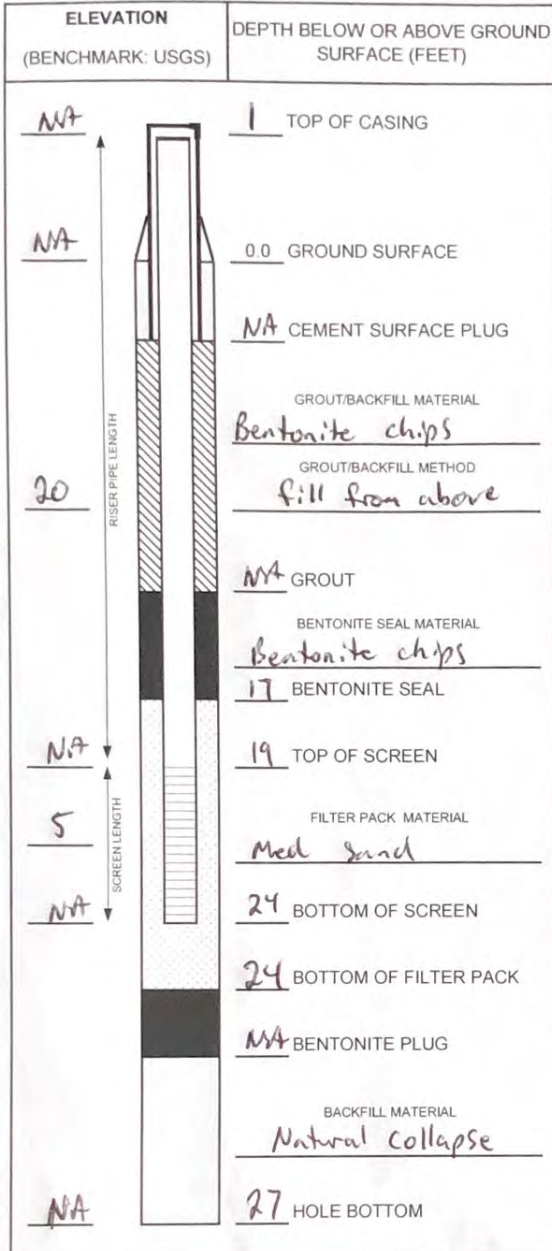 ELEVATION
(BENCHMARK: USGS)
DEPTH BELOW OR ABOVE GROUND
SURFACE (FEET)
NA
1 TOP OF CASING
NA
0.0 GROUND SURFACE
NA CEMENT SURFACE PLUG
GROUT/BACKFILL MATERIAL
Bentonite chips
GROUT/BACKFILL METHOD
20
fill from above
RISER PIPE LENGTH
NA GROUT
BENTONITE SEAL MATERIAL
Bentonite chips
17 BENTONITE SEAL
NA
19 TOP OF SCREEN
5
SCREEN LENGTH
FILTER PACK MATERIAL
Med Sand
NA
24 BOTTOM OF SCREEN
24 BOTTOM OF FILTER PACK
NA BENTONITE PLUG
BACKFILL MATERIAL
Natural Collapse
NA
27 HOLE BOTTOM